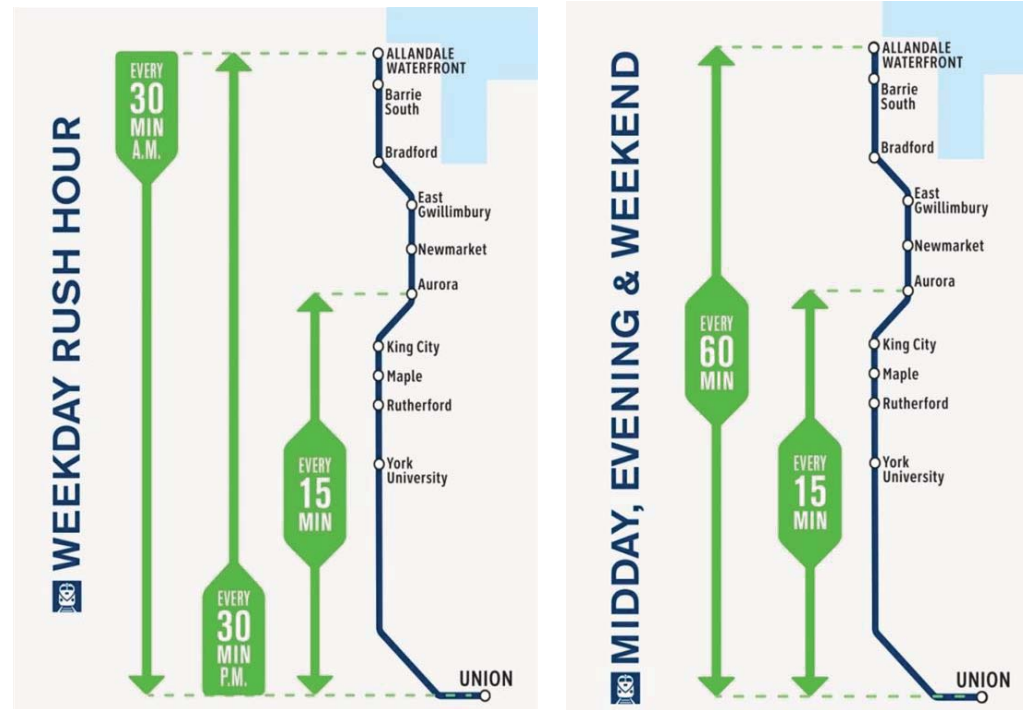 WEEKDAY RUSH HOUR
EVERY
30
MIN
A.M.
EVERY
30
MIN
P.M.
EVERY
15
MIN
ALLANDALE
WATERFRONT
Barrie
South
Bradford
East
Gwillimbury
Newmarket
Aurora
King City
Maple
Rutherford
York
University
UNION
MIDDAY, EVENING & WEEKEND
EVERY
60
MIN
EVERY
15
MIN
ALLANDALE
WATERFRONT
Barrie
South
Bradford
East
Gwillimbury
Newmarket
Aurora
King City
Maple
Rutherford
York
University
UNION